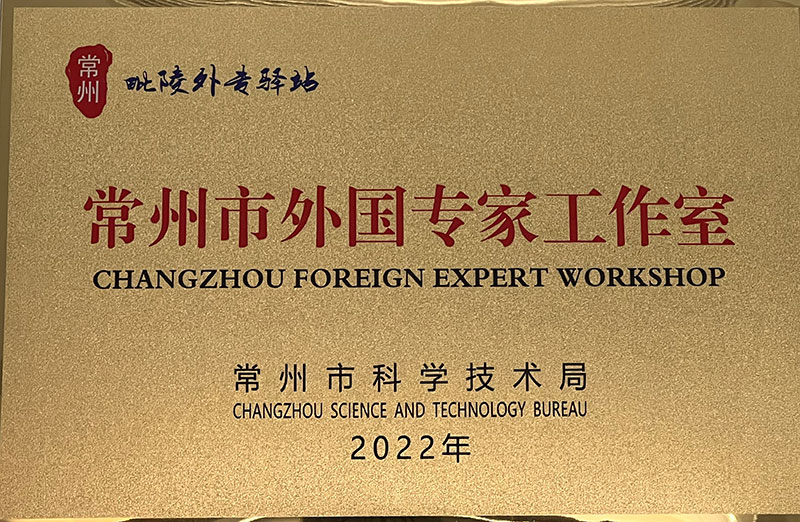 常州 毗陵外专驿站
常州市外国专家工作室
CHANGZHOU FOREIGN EXPERT WORKSHOP
常州市科学技术局
CHANGZHOU SCIENCE AND TECHNOLOGY BUREAU
2022年